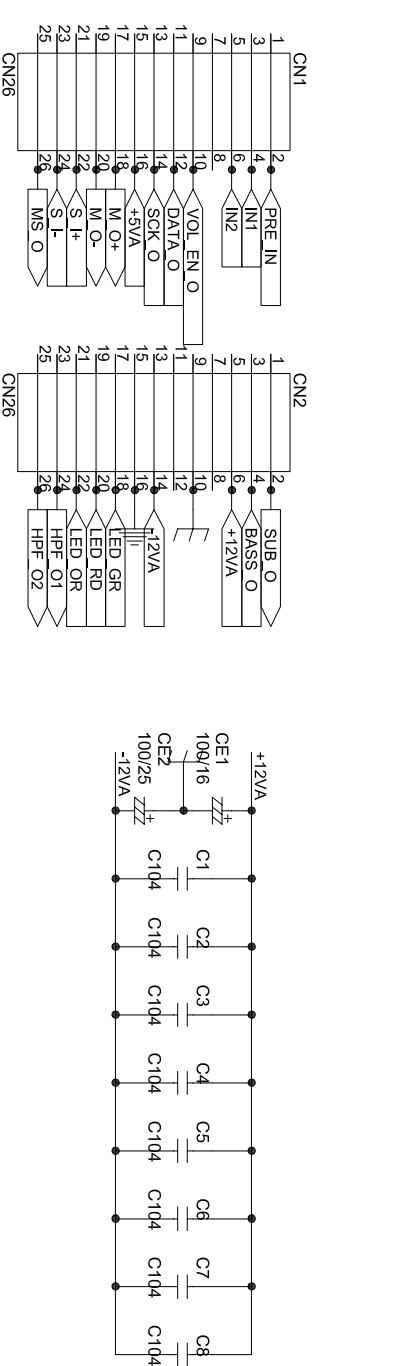 CN1
1 2 PRE_IN
3 4 IN1
5 6 IN2
7 8
9 10 VOL_EN_O
11 12 DATA_O
13 14 SCK_O
15 16 +5VA
17 18 M_O+
19 20 M_O-
21 22 S_I+
23 24 S_I-
25 26 MS_O
CN26
CN2
1 2 SUB_O
3 4 BASS_O
5 6 +12VA
7 8
9 10
11 12
13 14 -12VA
15 16
17 18 LED_GR
19 20 LED_RD
21 22 LED_OR
23 24 HPF_O1
25 26 HPF_O2
CN26
+12VA
CE1
100/16
CE2
100/25
-12VA
C1
C104
C2
C104
C3
C104
C4
C104
C5
C104
C6
C104
C7
C104
C8
C104